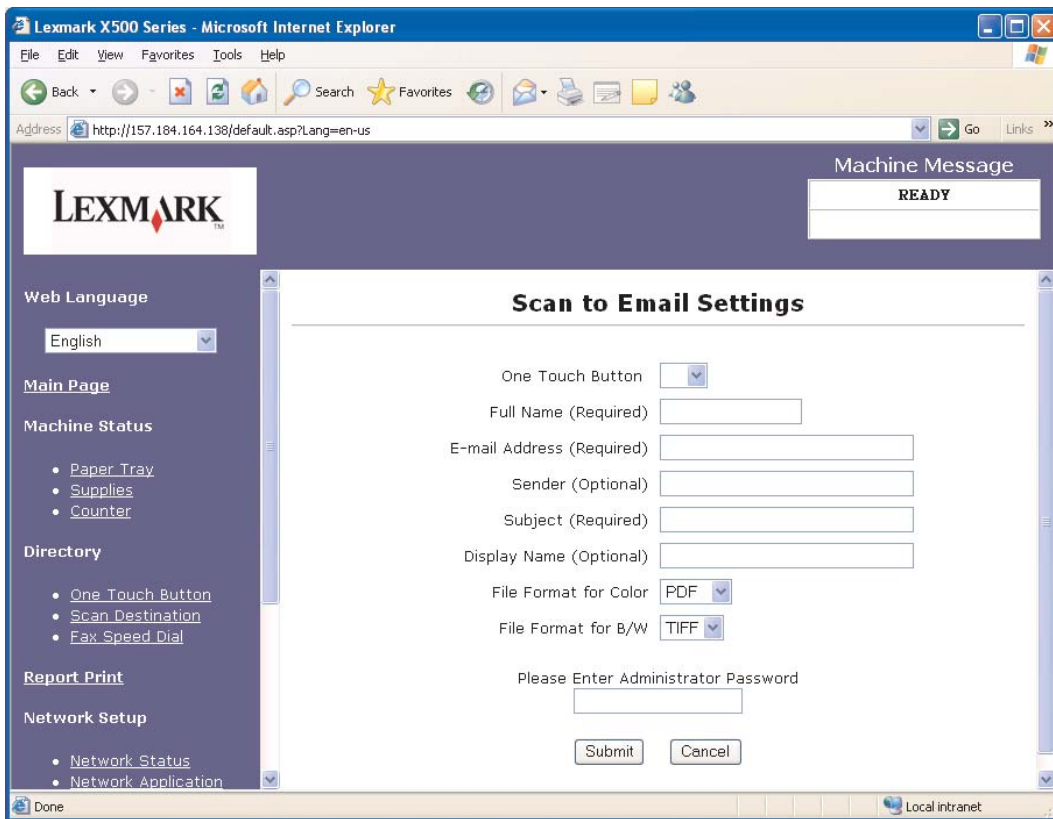 Lexmark X500 Series - Microsoft Internet Explorer
File Edit View Favorites Tools Help
Back Search Favorites
Address http://157.184.164.138/default.asp?Lang=en-us Go Links »
Machine Message
READY
LEXMARK TM
Web Language
English
Main Page
Machine Status
• Paper Tray
• Supplies
• Counter
Directory
• One Touch Button
• Scan Destination
• Fax Speed Dial
Report Print
Network Setup
• Network Status
• Network Application
Scan to Email Settings
One Touch Button
Full Name (Required)
E-mail Address (Required)
Sender (Optional)
Subject (Required)
Display Name (Optional)
File Format for Color PDF
File Format for B/W TIFF
Please Enter Administrator Password
Submit Cancel
Done Local intranet